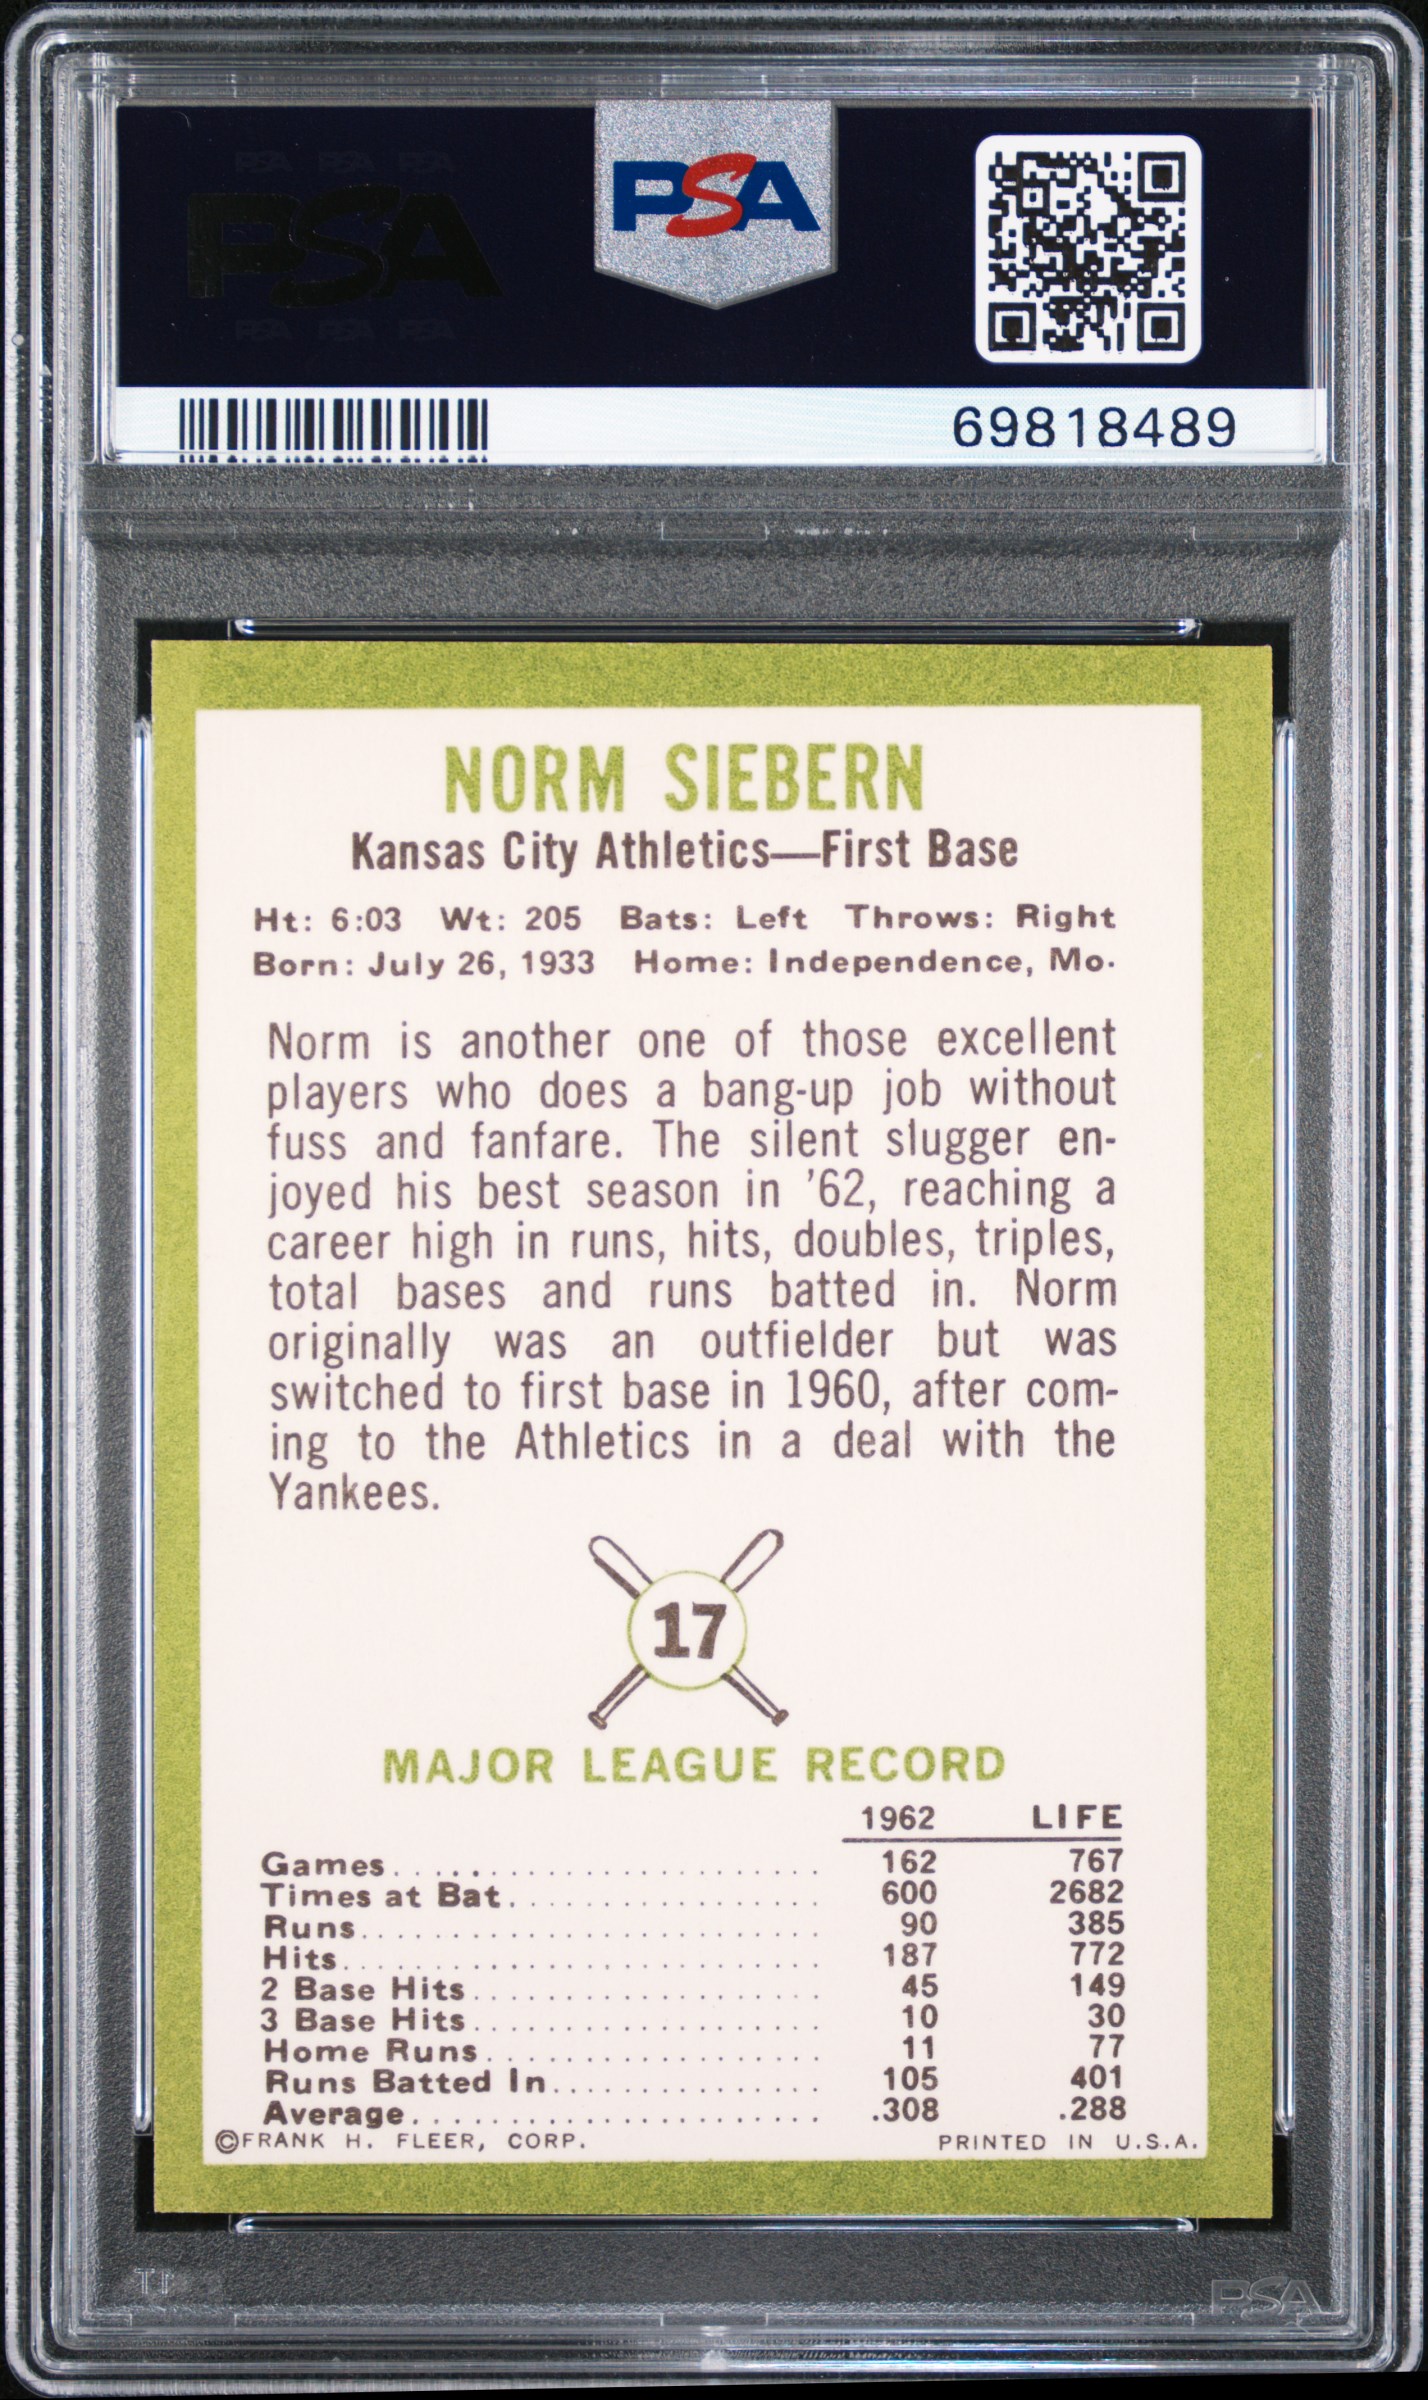 PSA PSA PSA
PSA
PSA PSA PSA
PSA
69818489
NORM SIEBERN
Kansas City Athletics—First Base
Ht: 6:03 Wt: 205 Bats: Left Throws: Right
Born: July 26, 1933 Home: Independence, Mo.
Norm is another one of those excellent
players who does a bang-up job without
fuss and fanfare. The silent slugger en-
joyed his best season in '62, reaching a
career high in runs, hits, doubles, triples,
total bases and runs batted in. Norm
originally was an outfielder but was
switched to first base in 1960, after com-
ing to the Athletics in a deal with the
Yankees.
17
MAJOR LEAGUE RECORD
1962 LIFE
Games 162 767
Times at Bat 600 2682
Runs 90 385
Hits 187 772
2 Base Hits 45 149
3 Base Hits 10 30
Home Runs 11 77
Runs Batted In 105 401
Average .308 .288
©FRANK H. FLEER, CORP. PRINTED IN U.S.A.
PSA